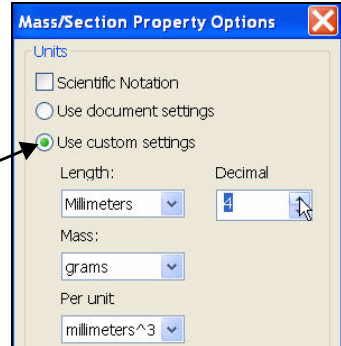 Mass/Section Property Options
Units
Scientific Notation
Use document settings
Use custom settings
Length: Decimal
Millimeters 4
Mass:
grams
Per unit
millimeters^3